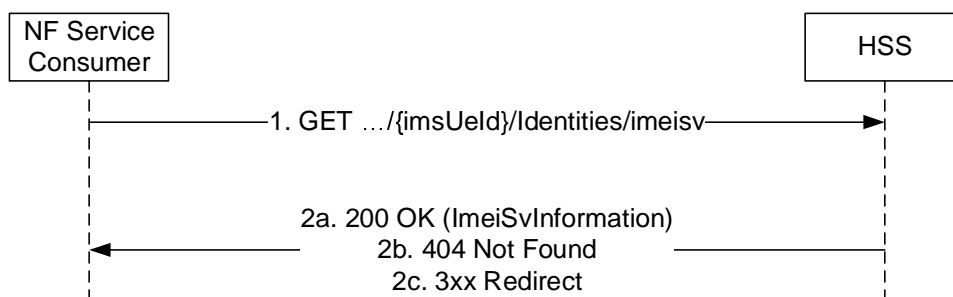 NF Service
Consumer
HSS
1. GET …/{imsUeId}/Identities/imeisv
2a. 200 OK (ImeiSvInformation)
2b. 404 Not Found
2c. 3xx Redirect